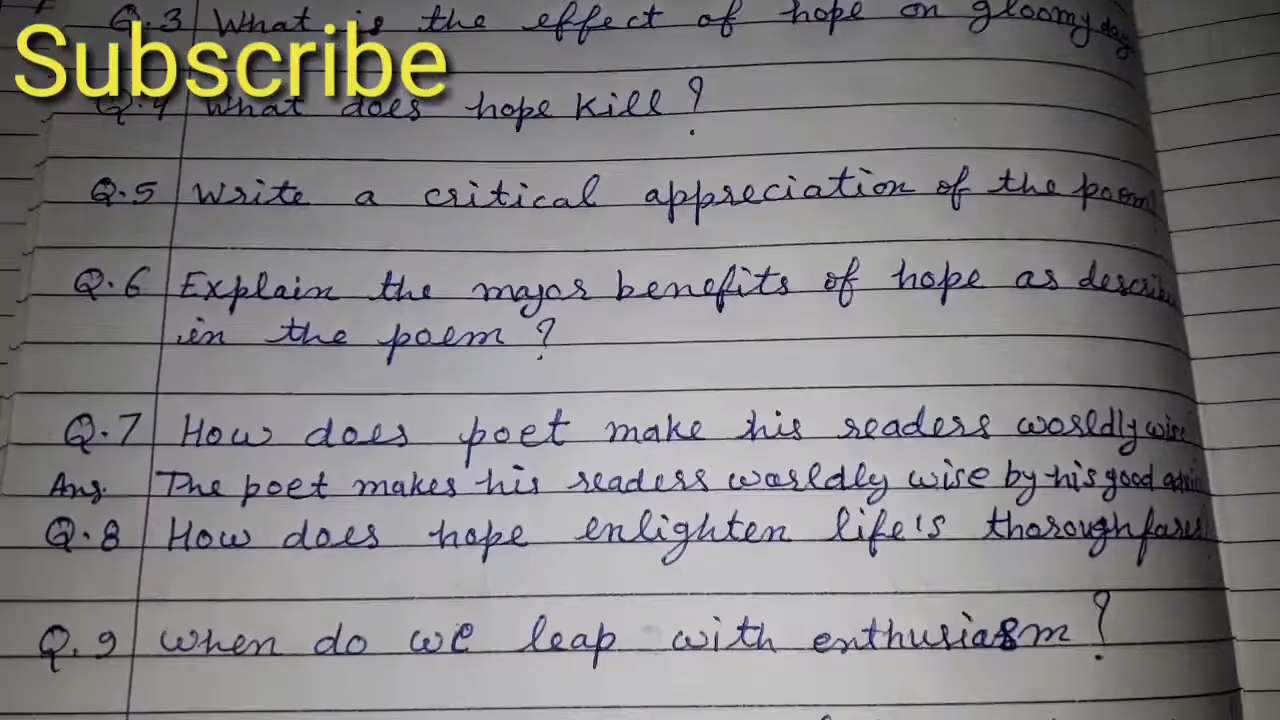 Q.3 What is the effect of hope on gloomy day
Subscribe
Q.4 What does hope kill ?
Q.5 Write a critical appreciation of the poem
Q.6 Explain the major benefits of hope as
in the poem ?
Q.7 How does poet make his readers worldly wise
Ans. The poet makes his readers worldly wise by his good
Q.8 How does hope enlighten life's
Q.9 When do we leap with enthusiasm ?